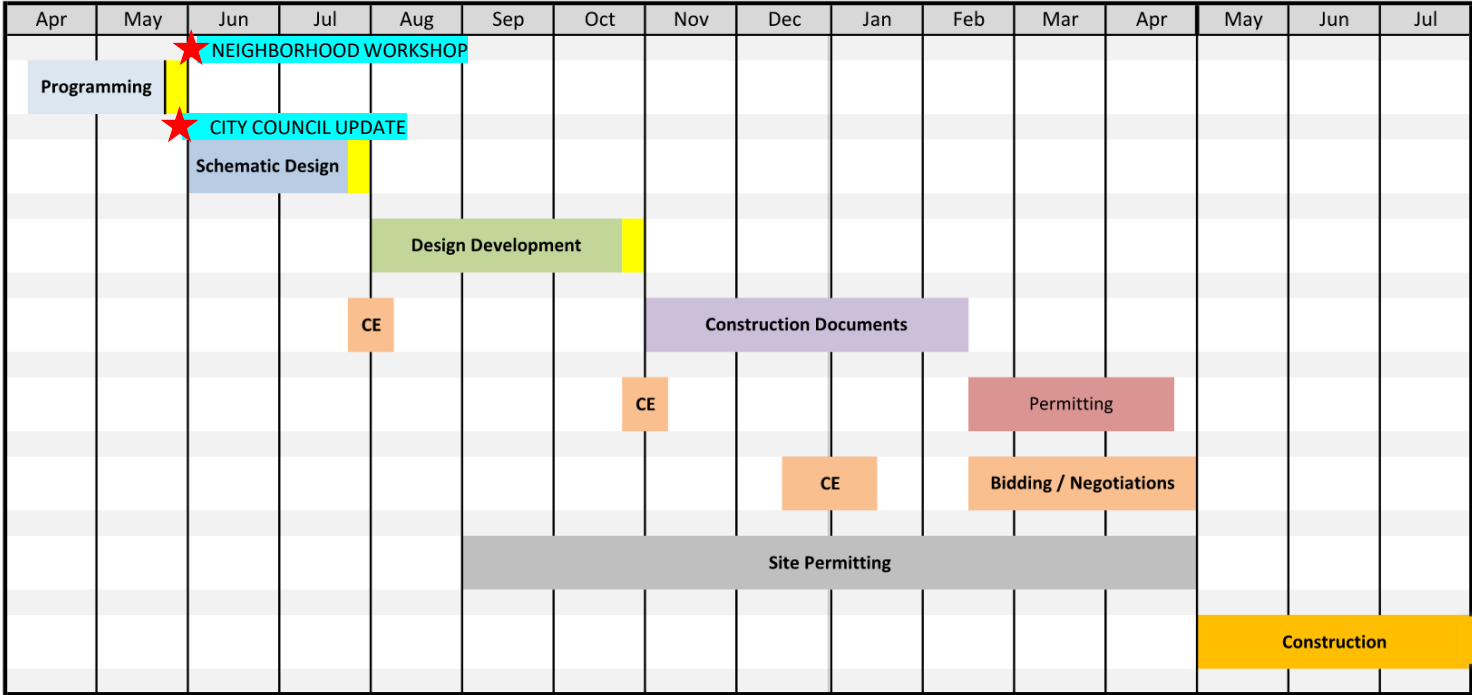 Apr May Jun Jul Aug Sep Oct Nov Dec Jan Feb Mar Apr May Jun Jul
NEIGHBORHOOD WORKSHOP
Programming
CITY COUNCIL UPDATE
Schematic Design
Design Development
CE Construction Documents
CE Permitting
CE Bidding / Negotiations
Site Permitting
Construction